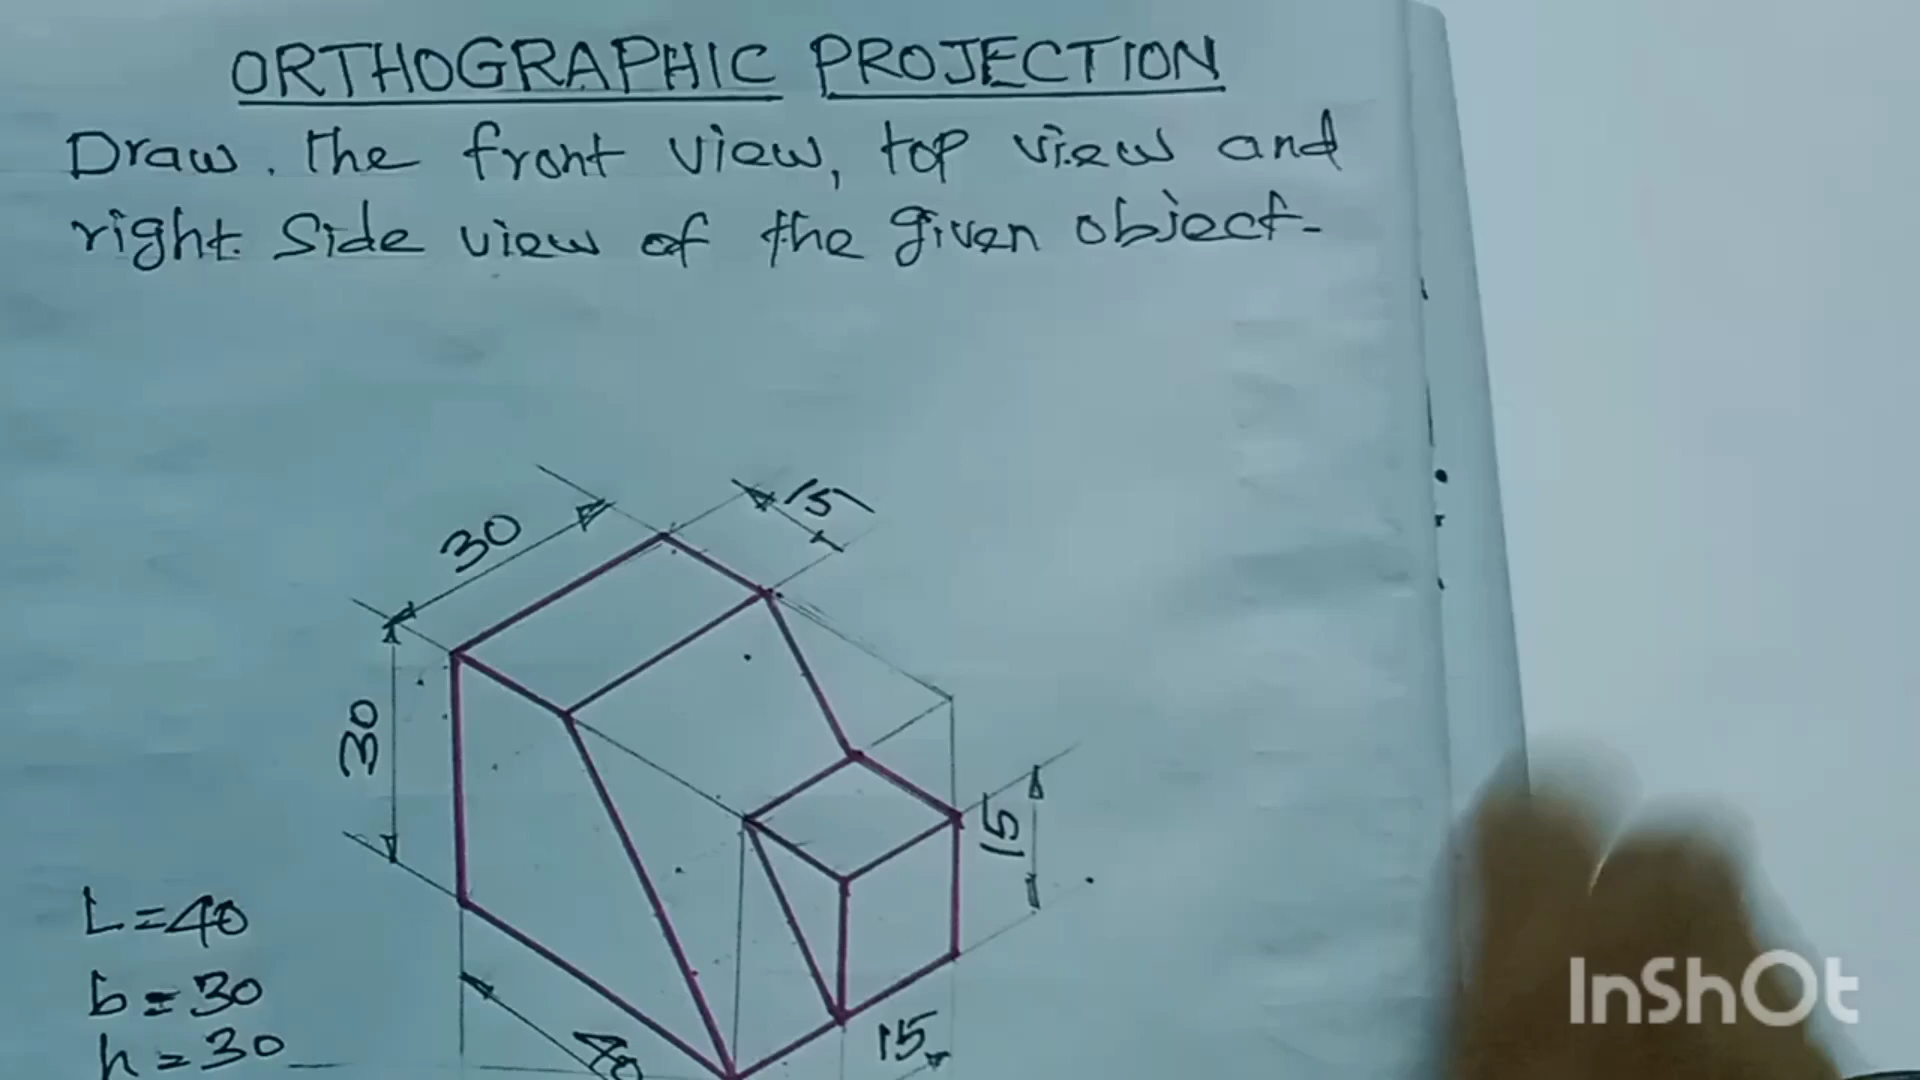 ORTHOGRAPHIC PROJECTION
Draw the front view, top view and
right side view of the given object.
30
15
30
15
L=40
b=30
h=30
40
15
InShOt